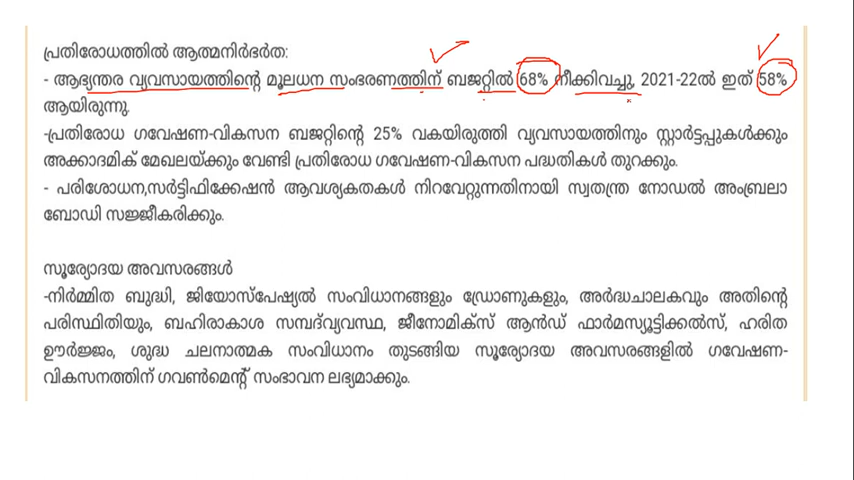 പ്രതിരോധത്തിൽ ആത്മനിർഭർത:
- ആഭ്യന്തര വ്യവസായത്തിന്റെ മൂലധന സംഭരണത്തിന് ബജറ്റിൽ 68% നീക്കിവച്ചു, 2021-22ൽ ഇത് 58%
ആയിരുന്നു.
-പ്രതിരോധ ഗവേഷണ-വികസന ബജറ്റിന്റെ 25% വകയിരുത്തി വ്യവസായത്തിനും സ്റ്റാർട്ടപ്പുകൾക്കും
അക്കാദമിക് മേഖലയ്ക്കും വേണ്ടി പ്രതിരോധ ഗവേഷണ-വികസന പദ്ധതികൾ തുറക്കും.
- പരിശോധന,സർട്ടിഫിക്കേഷൻ ആവശ്യകതകൾ നിറവേറ്റുന്നതിനായി സ്വതന്ത്ര നോഡൽ അംബ്രലാ
ബോഡി സജ്ജീകരിക്കും.
സൂര്യോദയ അവസരങ്ങൾ
-നിർമ്മിത ബുദ്ധി, ജിയോസ്പേഷ്യൽ സംവിധാനങ്ങളും ഡ്രോണുകളും, അർദ്ധചാലകവും അതിന്റെ
പരിസ്ഥിതിയും, ബഹിരാകാശ സമ്പദ്‌വ്യവസ്ഥ, ജീനോമിക്സ് ആൻഡ് ഫാർമസ്യൂട്ടിക്കൽസ്, ഹരിത
ഊർജ്ജം, ശുദ്ധ ചലനാത്മക സംവിധാനം തുടങ്ങിയ സൂര്യോദയ അവസരങ്ങളിൽ ഗവേഷണ-
വികസനത്തിന് ഗവൺമെന്റ് സംഭാവന ലഭ്യമാക്കും.